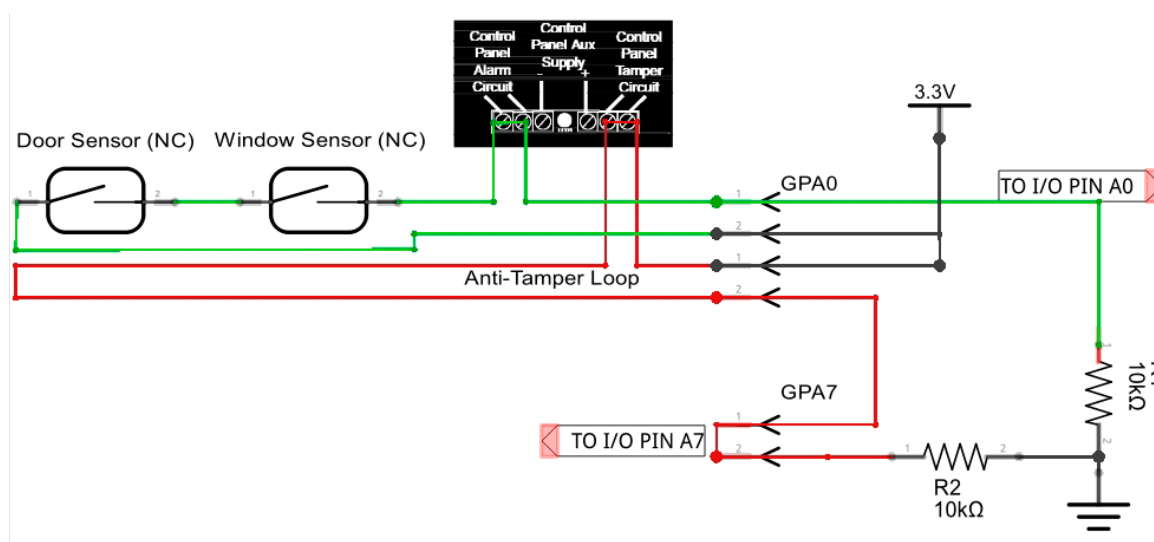 Control
Control
Control
Panel
Panel Aux
Panel
Alarm
Supply
Tamper
Circuit
-
+
Circuit
3.3V
Door Sensor (NC)
Window Sensor (NC)
1
2
1
2
1
GPA0
TO I/O PIN A0
2
1
Anti-Tamper Loop
2
1
10kΩ
2
GPA7
1
TO I/O PIN A7
2
1
2
R2
10kΩ